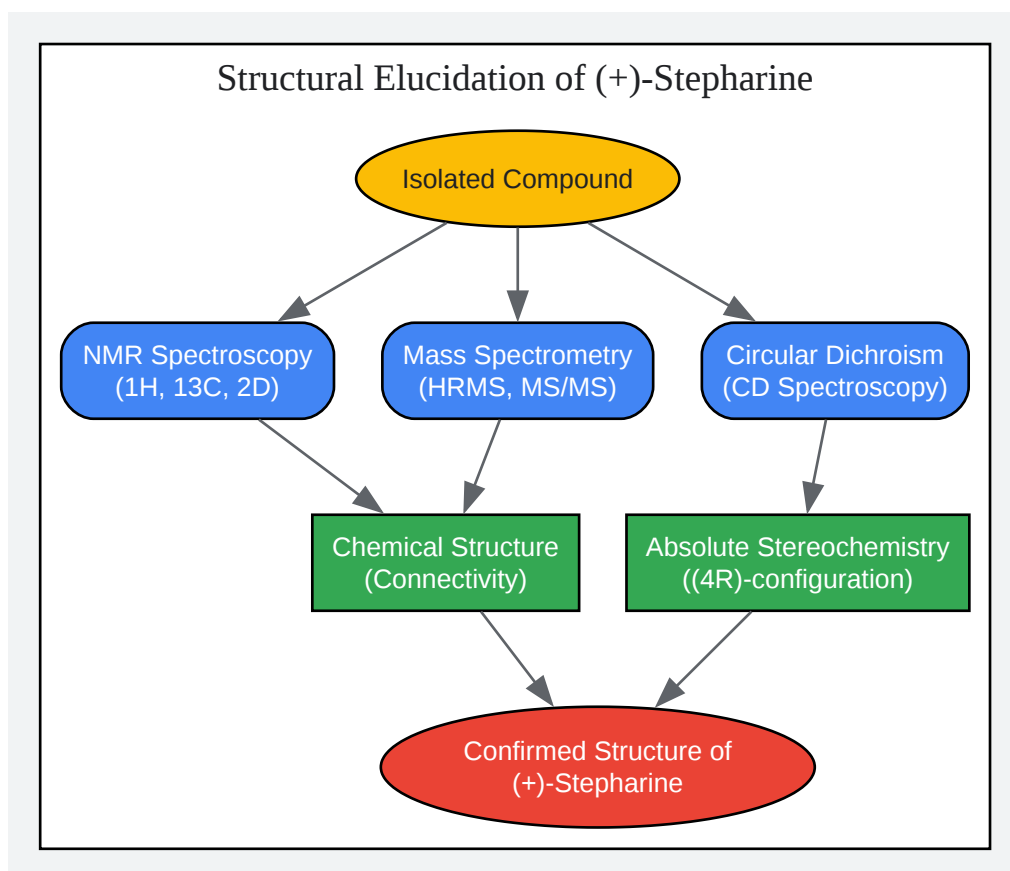 Structural Elucidation of (+)-Stepharine
Isolated Compound
NMR Spectroscopy
(1H, 13C, 2D)
Mass Spectrometry
(HRMS, MS/MS)
Circular Dichroism
(CD Spectroscopy)
Chemical Structure
(Connectivity)
Absolute Stereochemistry
((4R)-configuration)
Confirmed Structure of
(+)-Stepharine